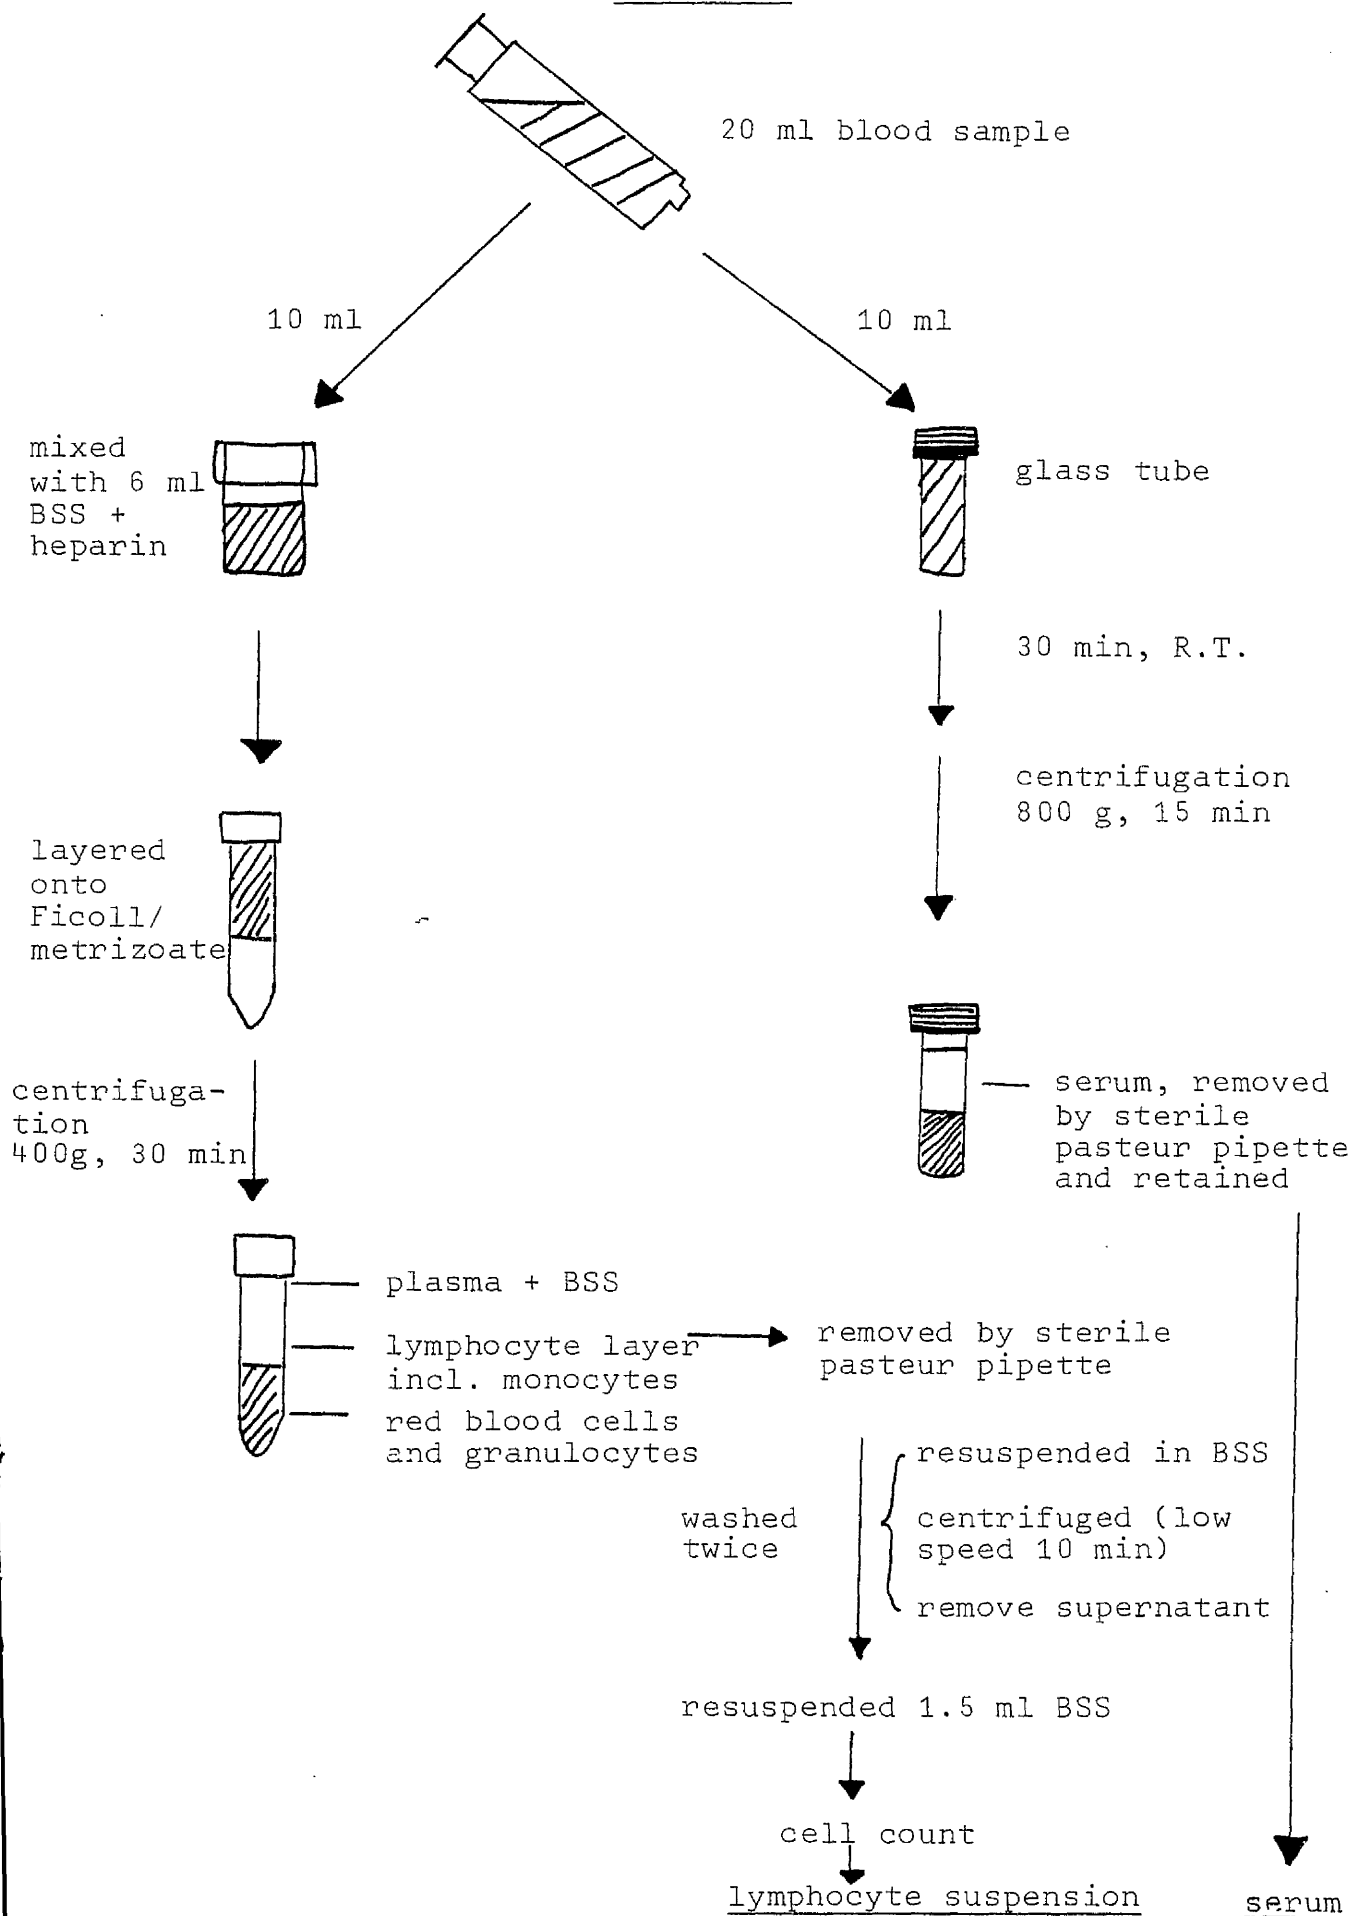 20 ml blood sample
10 ml
10 ml
mixed
with 6 ml
BSS +
heparin
glass tube
30 min, R.T.
centrifugation
800 g, 15 min
layered
onto
Ficoll/
metrizoate
centrifuga-
tion
400g, 30 min
serum, removed
by sterile
pasteur pipette
and retained
plasma + BSS
lymphocyte layer
incl. monocytes
red blood cells
and granulocytes
removed by sterile
pasteur pipette
washed
twice
resuspended in BSS
centrifuged (low
speed 10 min)
remove supernatant
resuspended 1.5 ml BSS
cell count
lymphocyte suspension
serum